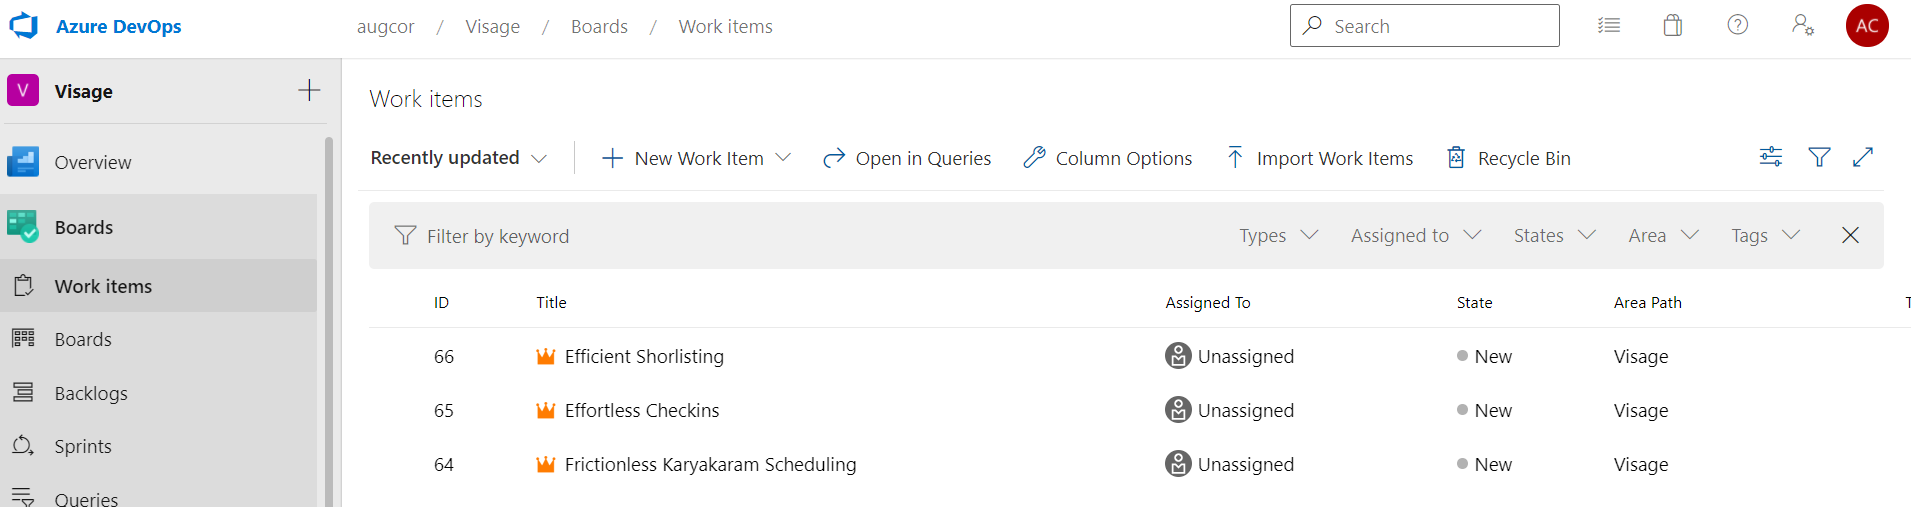 Azure DevOps augcor / Visage / Boards / Work items Search AC
V Visage
Overview
Boards
Work items
Boards
Backlogs
Sprints
Queries
Work items
Recently updated New Work Item Open in Queries Column Options Import Work Items Recycle Bin
Filter by keyword Types Assigned to States Area Tags
ID Title Assigned To State Area Path
66 Efficient Shorlisting Unassigned New Visage
65 Effortless Checkins Unassigned New Visage
64 Frictionless Karyakaram Scheduling Unassigned New Visage